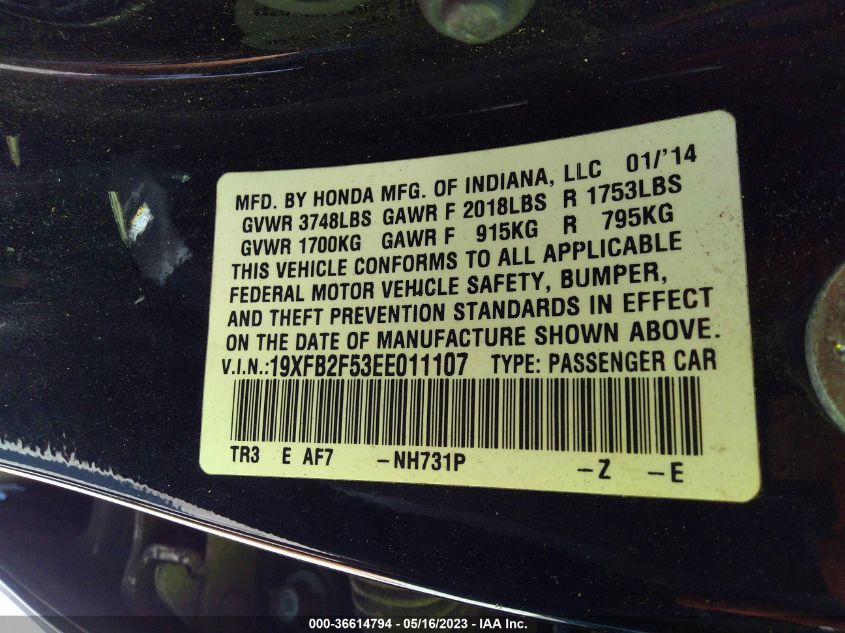 MFD. BY HONDA MFG. OF INDIANA, LLC 01/'14
GVWR 3748LBS GAWR F 2018LBS R 1753LBS
GVWR 1700KG GAWR F 915KG R 795KG
THIS VEHICLE CONFORMS TO ALL APPLICABLE
FEDERAL MOTOR VEHICLE SAFETY, BUMPER,
AND THEFT PREVENTION STANDARDS IN EFFECT
ON THE DATE OF MANUFACTURE SHOWN ABOVE.
V.I.N.:19XFB2F53EE011107 TYPE: PASSENGER CAR
TR3 E AF7 -NH731P -Z -E
000-36614794 - 05/16/2023 - IAA Inc.